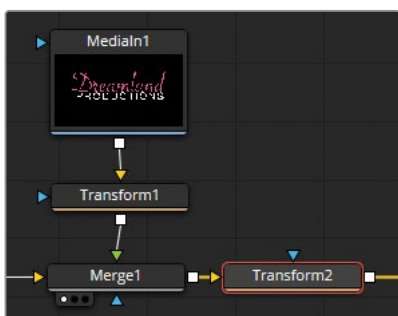 MediaIn1
Dreamland
PRODUCTIONS
Transform1
Merge1
Transform2